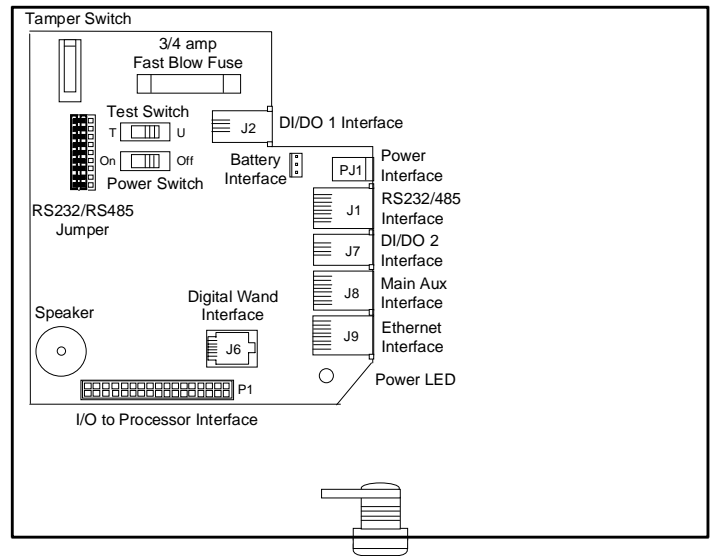 Tamper Switch
3/4 amp
Fast Blow Fuse
Test Switch
T
U
J2
DI/DO 1 Interface
On
Off
Power Switch
Battery
Interface
PJ1
Power
Interface
RS232/RS485
Jumper
J1
RS232/485
Interface
J7
DI/DO 2
Interface
J8
Main Aux
Interface
Speaker
Digital Wand
Interface
J6
J9
Ethernet
Interface
Power LED
P1
I/O to Processor Interface